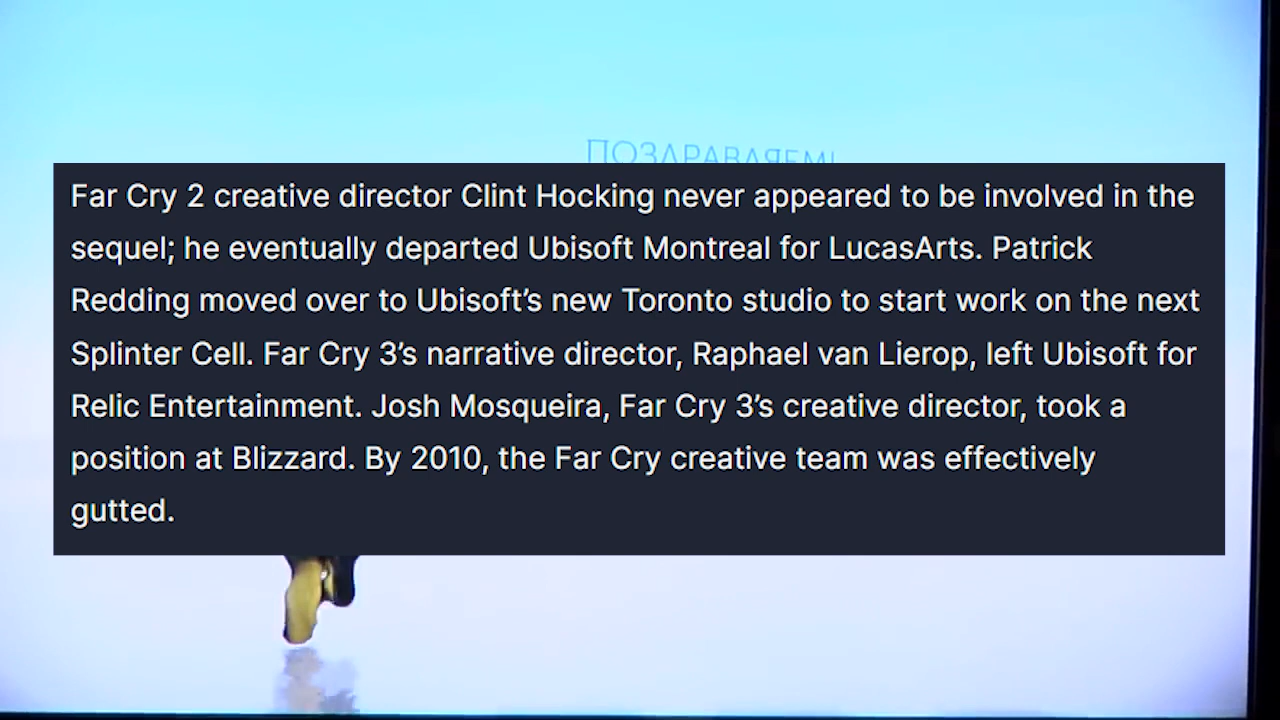 ПОЗДРАВЛЯЕМ!
Far Cry 2 creative director Clint Hocking never appeared to be involved in the
sequel; he eventually departed Ubisoft Montreal for LucasArts. Patrick
Redding moved over to Ubisoft’s new Toronto studio to start work on the next
Splinter Cell. Far Cry 3’s narrative director, Raphael van Lierop, left Ubisoft for
Relic Entertainment. Josh Mosqueira, Far Cry 3’s creative director, took a
position at Blizzard. By 2010, the Far Cry creative team was effectively
gutted.